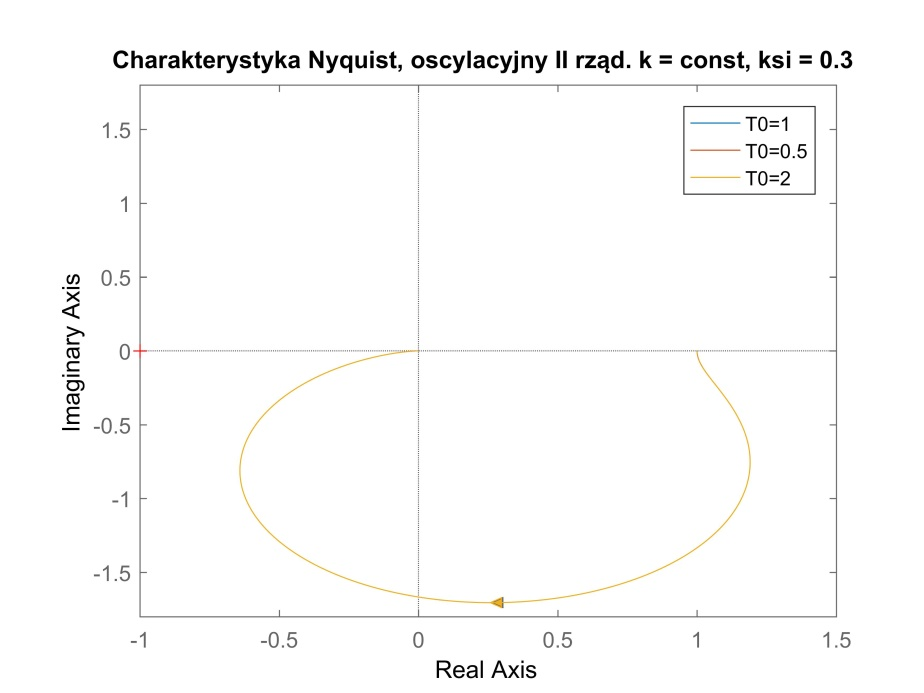 Charakterystyka Nyquist, oscylacyjny II rząd. k = const, ksi = 0.3
T0=1
T0=0.5
T0=2
1.5
1
0.5
0
-0.5
-1
-1.5
Imaginary Axis
-1 -0.5 0 0.5 1 1.5
Real Axis